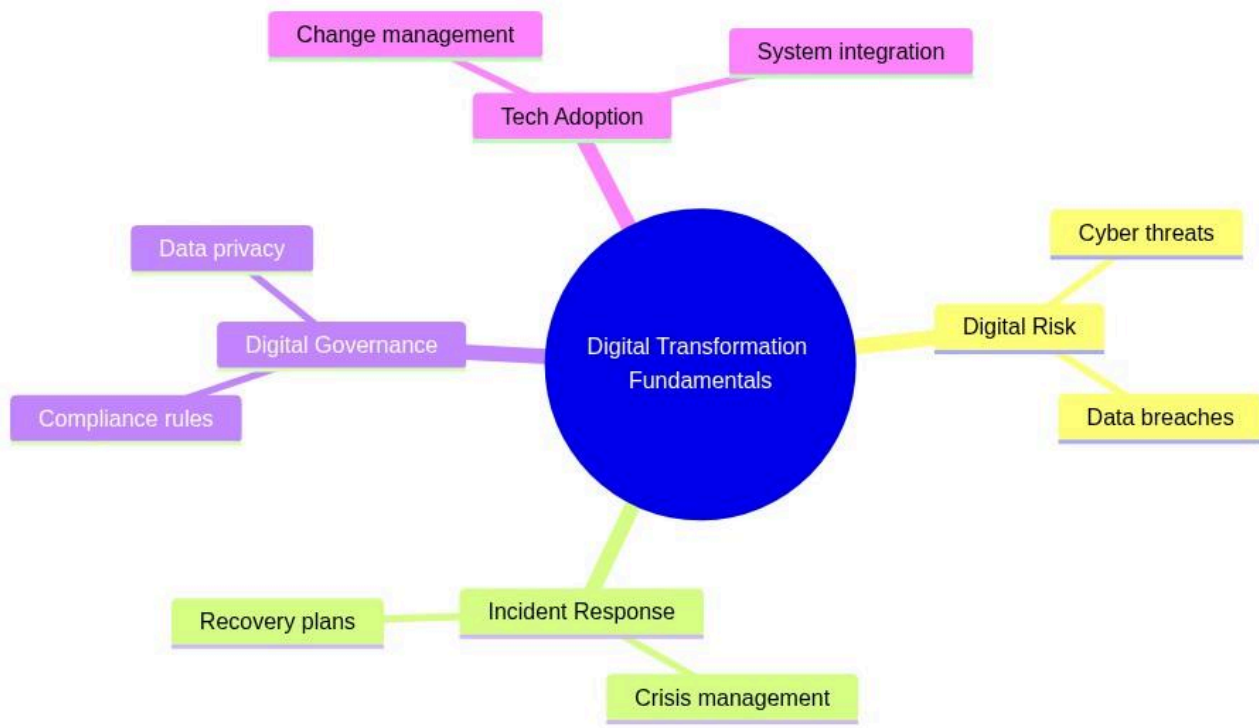 Change management
System integration
Tech Adoption
Data privacy
Cyber threats
Digital Governance
Digital Transformation
Fundamentals
Digital Risk
Compliance rules
Data breaches
Recovery plans
Incident Response
Crisis management